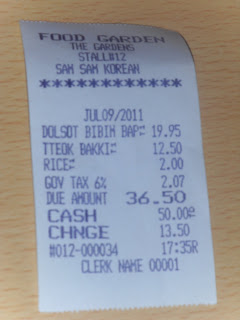 FOOD GARDEN
THE GARDENS
STALL#12
SAM SAM KOREAN
************
JUL09/2011
DOLSOT BIBIM BAP 19.95
TTEOK BAKKI 12.50
RICE 2.00
GOV TAX 6% 2.07
DUE AMOUNT 36.50
CASH 50.00
CHNGE 13.50
#012-000034 17:35R
CLERK NAME 00001